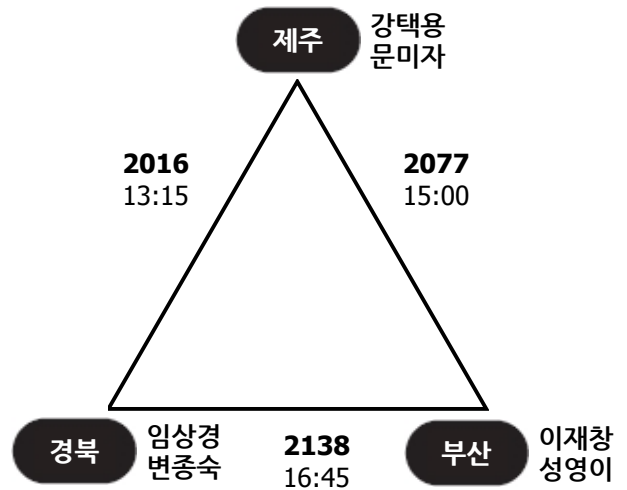 제주
강택용
문미자
2016
13:15
2077
15:00
경북
임상경
변종숙
2138
16:45
부산
이재창
성영이